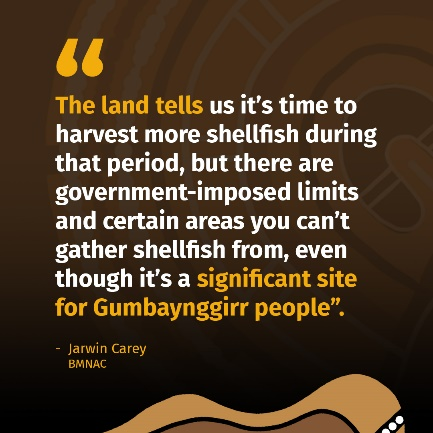 “
The land tells us it’s time to
harvest more shellfish during
that period, but there are
government-imposed limits
and certain areas you can’t
gather shellfish from, even
though it’s a significant site
for Gumbaynggirr people”.
- Jarwin Carey
BMNAC